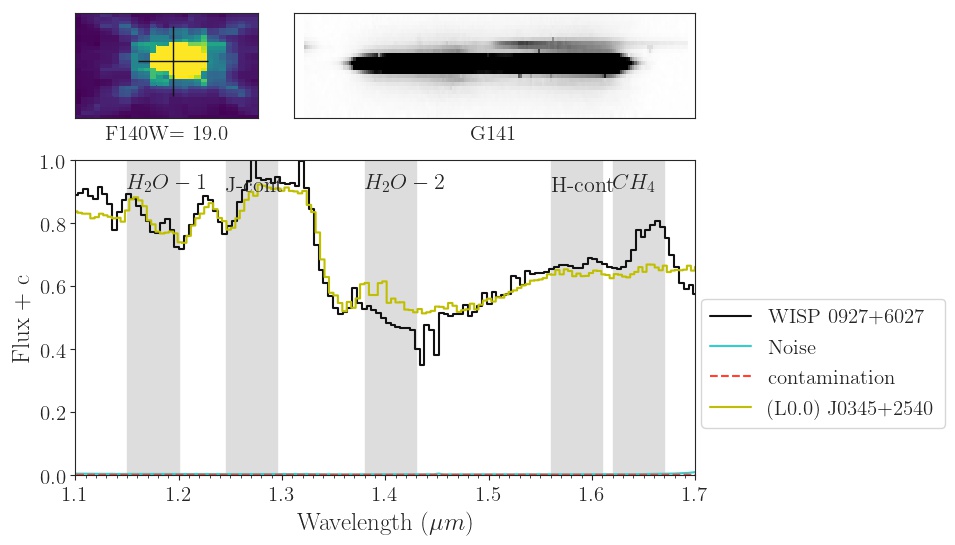 F140W= 19.0
G141
H₂O − 1
J-cont
H₂O − 2
H-cont
CH₄
1.0
0.8
0.6
0.4
0.2
0.0
Flux + c
1.1
1.2
1.3
1.4
1.5
1.6
1.7
Wavelength (μm)
WISP 0927+6027
Noise
contamination
(L0.0) J0345+2540